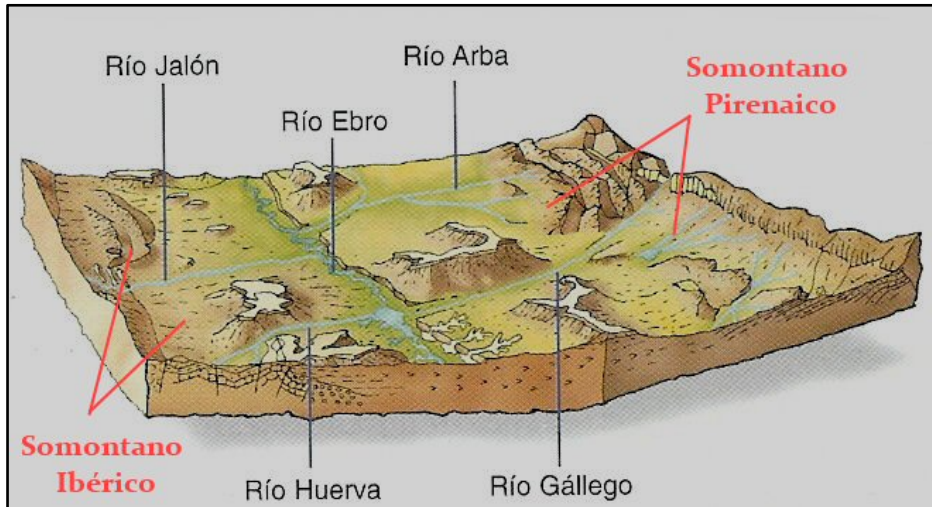 Río Jalón
Río Arba
Somontano
Pirenaico
Río Ebro
Somontano
Ibérico
Río Huerva
Río Gállego